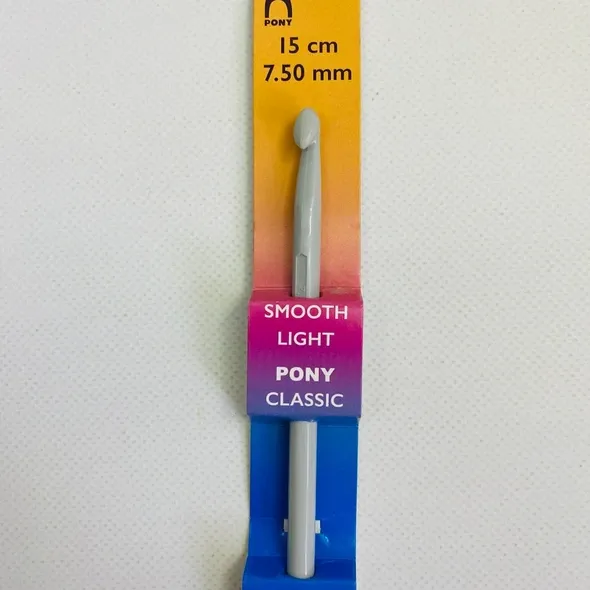 PONY
15 cm
7.50 mm
SMOOTH
LIGHT
PONY
CLASSIC